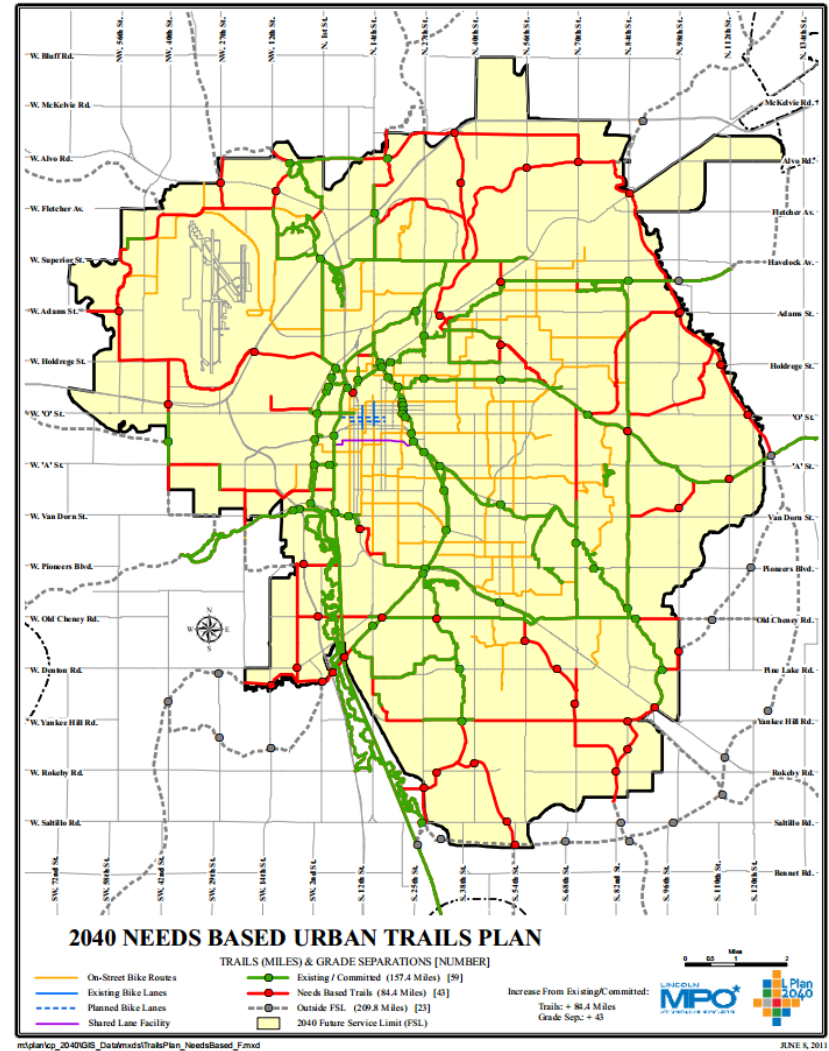 NW. 56th St.
NW. 40th St.
NW. 27th St.
NW. 12th St.
N. 1st St.
N. 14th St.
N. 27th St.
N. 40th St.
N. 56th St.
N. 70th St.
N. 84th St.
N. 98th St.
N. 112th St.
N. 134th St.
W. Bluff Rd.
W. McKelvie Rd.
McKelvie Rd.
W. Alvo Rd.
Alvo Rd.
W. Fletcher Av.
Fletcher Av.
W. Superior St.
Havelock Av.
W. Adams St.
Adams St.
W. Holdrege St.
Holdrege St.
W. 'O' St.
'O' St.
W. 'A' St.
'A' St.
W. Van Dorn St.
Van Dorn St.
W. Pioneers Blvd.
Pioneers Blvd.
N
W E
S
W. Old Cheney Rd.
Old Cheney Rd.
W. Denton Rd.
Pine Lake Rd.
W. Yankee Hill Rd.
Yankee Hill Rd.
W. Rokeby Rd.
Rokeby Rd.
W. Saltillo Rd.
Saltillo Rd.
Bennet Rd.
SW. 72nd St.
SW. 58th St.
SW. 42nd St.
SW. 29th St.
SW. 14th St.
SW. 2nd St.
S. 12th St.
S. 25th St.
S. 38th St.
S. 54th St.
S. 68th St.
S. 82nd St.
S. 96th St.
S. 110th St.
S. 120th St.
2040 NEEDS BASED URBAN TRAILS PLAN
TRAILS (MILES) & GRADE SEPARATIONS [NUMBER]
On-Street Bike Routes
Existing Bike Lanes
Planned Bike Lanes
Shared Lane Facility
Existing / Committed (157.4 Miles) [59]
Needs Based Trails (84.4 Miles) [43]
Outside FSL (209.8 Miles) [23]
2040 Future Service Limit (FSL)
Increase From Existing/Committed:
Trails: + 84.4 Miles
Grade Sep.: + 43
Miles
0 0.5 1 2
LINCOLN
MPO
LPlan
2040
m:\plan\cp_2040\GIS_Data\mxds\TrailsPlan_NeedsBased_F.mxd
JUNE 8, 2011